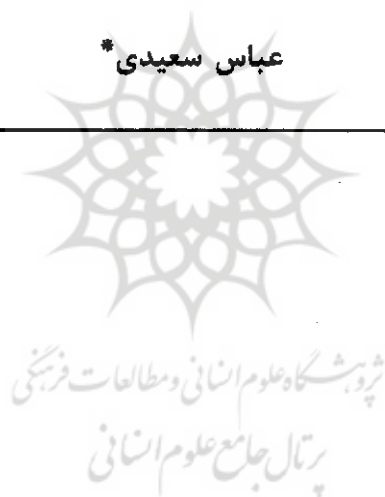 عباس سعیدی*
پژوهشگاه علوم انسانی و مطالعات فرهنگی
پرتال جامع علوم انسانی